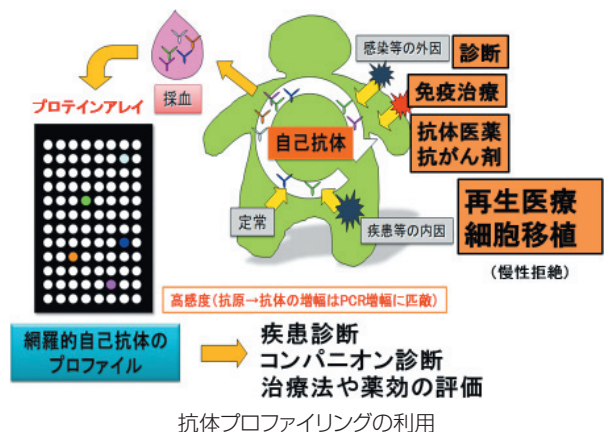 感染等の外因
診断
採血
免疫治療
プロテインアレイ
自己抗体
抗体医薬
抗がん剤
再生医療
細胞移植
定常
疾患等の内因
(慢性拒絶)
高感度(抗原→抗体の増幅はPCR増幅に匹敵)
網羅的自己抗体の
プロファイル
疾患診断
コンパニオン診断
治療法や薬効の評価
抗体プロファイリングの利用